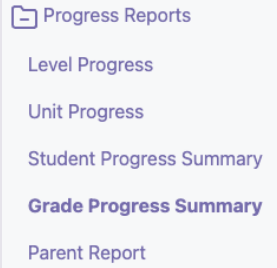 Progress Reports
Level Progress
Unit Progress
Student Progress Summary
Grade Progress Summary
Parent Report